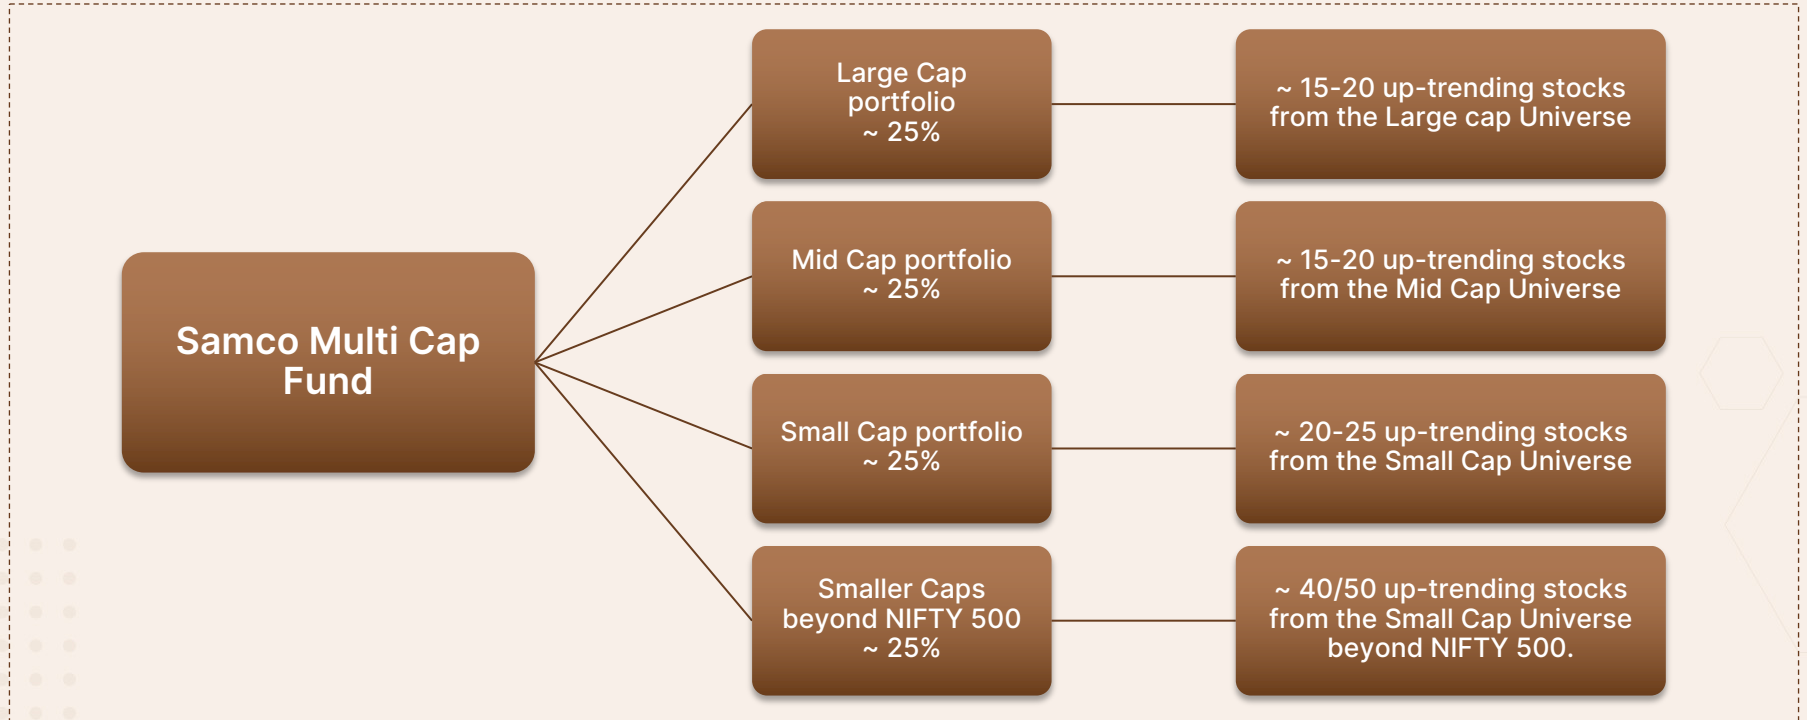 Samco Multi Cap
Fund
Large Cap
portfolio
~ 25%
~ 15-20 up-trending stocks
from the Large cap Universe
Mid Cap portfolio
~ 25%
~ 15-20 up-trending stocks
from the Mid Cap Universe
Small Cap portfolio
~ 25%
~ 20-25 up-trending stocks
from the Small Cap Universe
Smaller Caps
beyond NIFTY 500
~ 25%
~ 40/50 up-trending stocks
from the Small Cap Universe
beyond NIFTY 500.